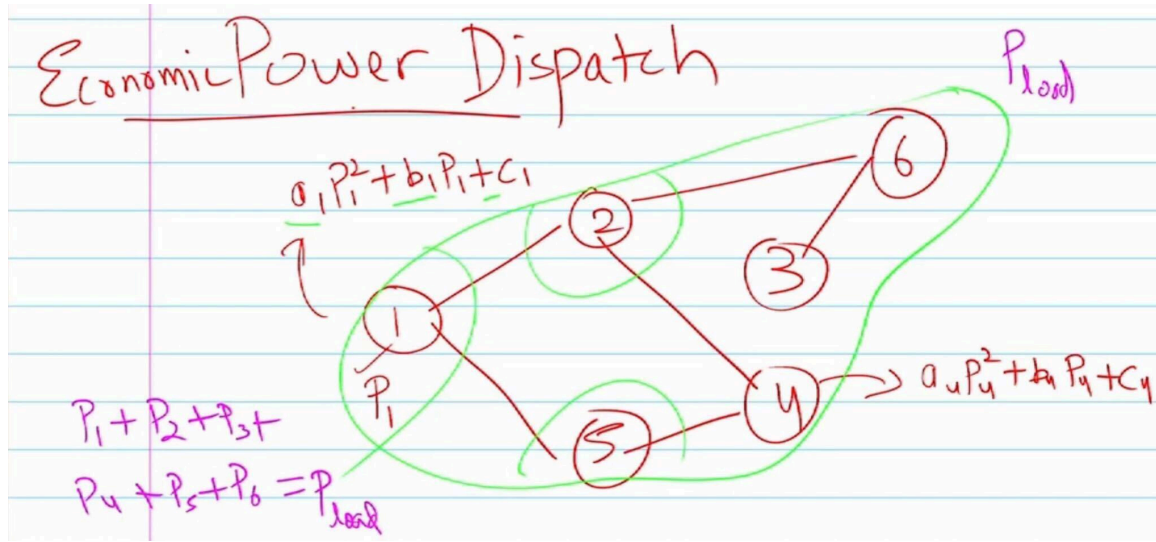 Economic Power Dispatch
P_load
a₁P₁²+b₁P₁+c₁
6
2
3
1
P₁
4
a₄P₄²+b₄P₄+c₄
5
P₁+P₂+P₃+
P₄+P₅+P₆=P_load